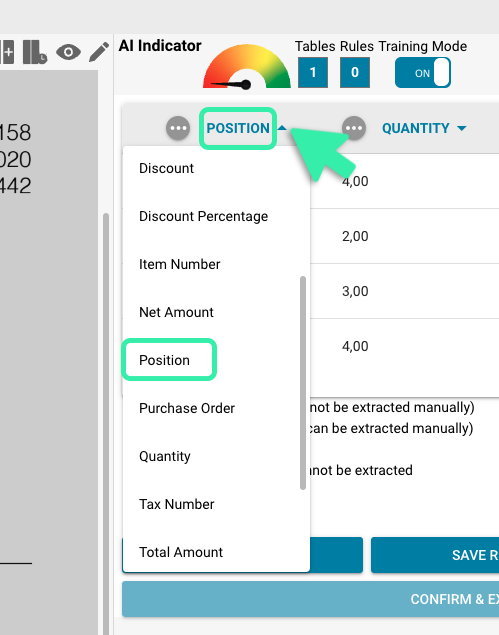 AI Indicator
Tables Rules Training Mode
1 0 ON
158
020
442
POSITION QUANTITY
Discount
4,00
Discount Percentage
2,00
Item Number
3,00
Net Amount
4,00
Position
Purchase Order
not be extracted manually)
can be extracted manually)
Quantity
not be extracted
Tax Number
Total Amount
SAVE R
CONFIRM & EX